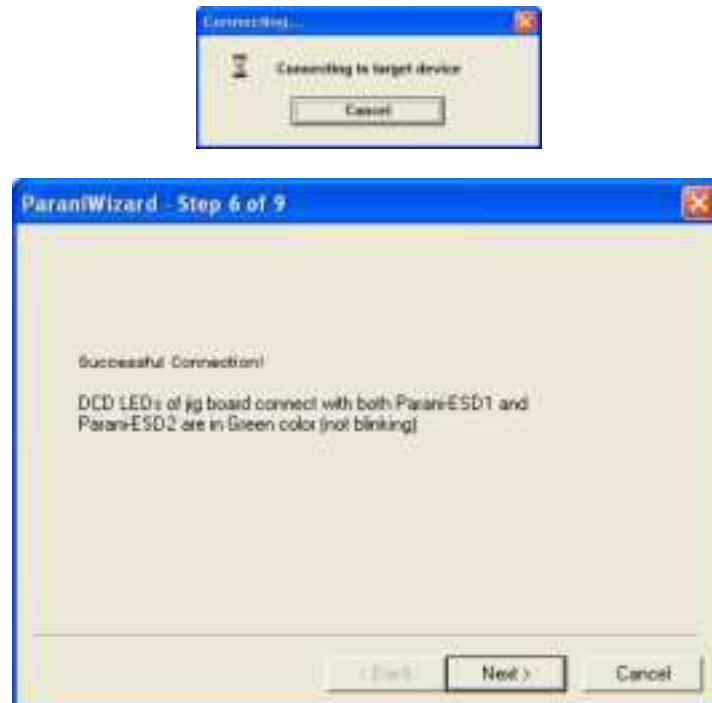 Connecting...
Connecting to target device
Cancel
ParaniWizard - Step 6 of 9
Successful Connection!
DCD LEDs of jig board connect with both Parani-ESD1 and
Parani-ESD2 are in Green color (not blinking)
< Back
Next >
Cancel